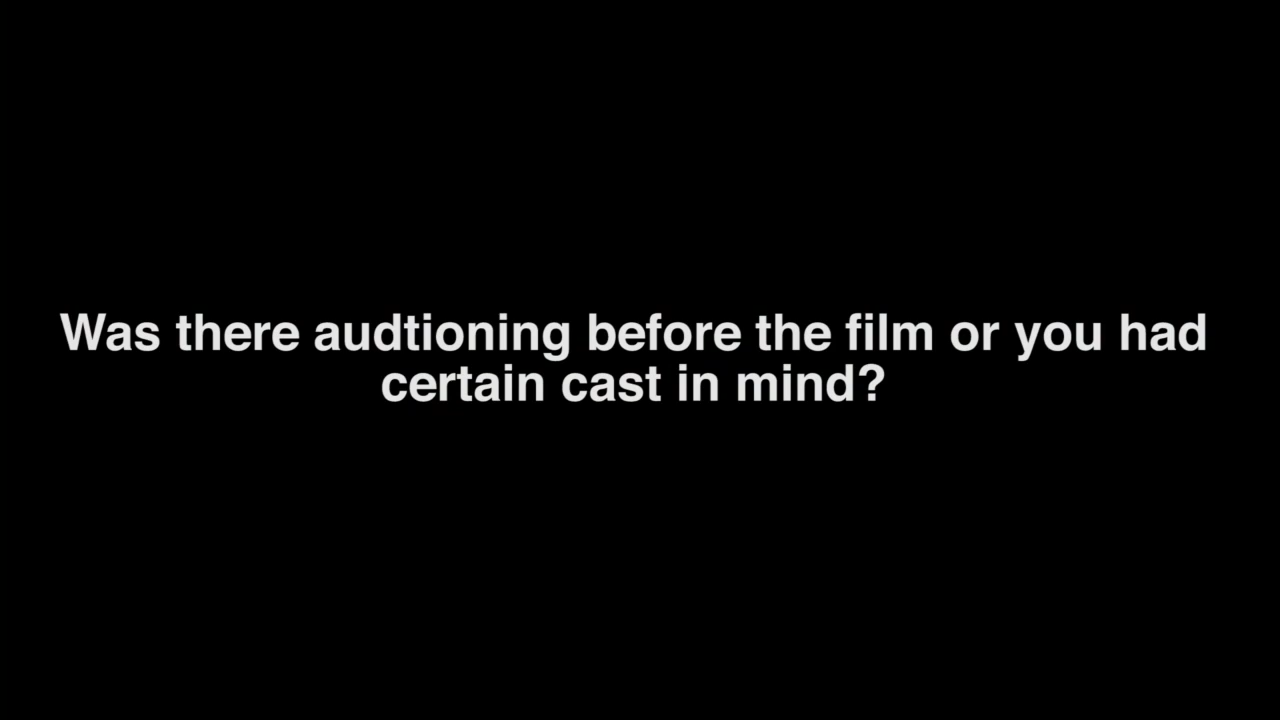 Was there audtioning before the film or you had
certain cast in mind?